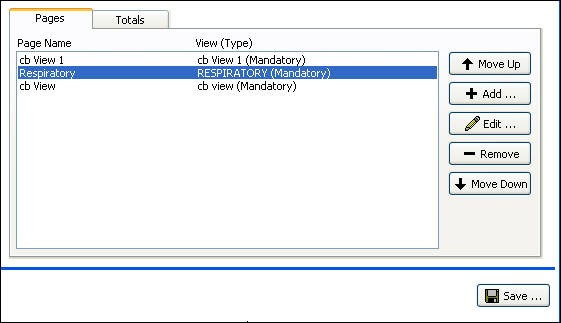 Pages Totals
Page Name View (Type)
cb View 1 cb View 1 (Mandatory)
Respiratory RESPIRATORY (Mandatory)
cb View cb view (Mandatory)
Move Up
Add ...
Edit ...
Remove
Move Down
Save ...